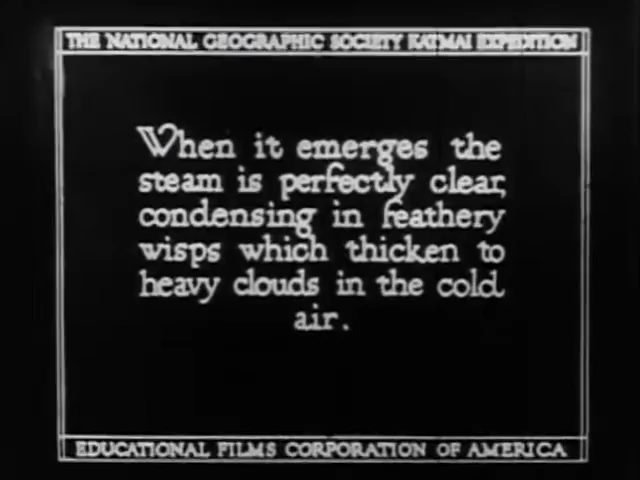 THE NATIONAL GEOGRAPHIC SOCIETY KATMAI EXPEDITION
When it emerges the
steam is perfectly clear,
condensing in feathery
wisps which thicken to
heavy clouds in the cold
air.
EDUCATIONAL FILMS CORPORATION OF AMERICA